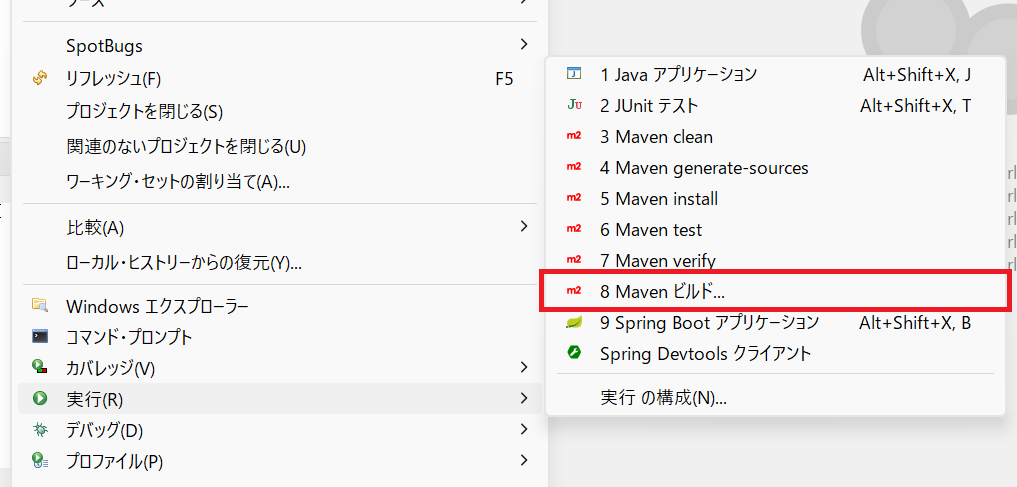 ソース
SpotBugs
リフレッシュ(F) F5
プロジェクトを閉じる(S)
関連のないプロジェクトを閉じる(U)
ワーキング・セットの割り当て(A)...
比較(A)
ローカル・ヒストリーからの復元(Y)...
Windows エクスプローラー
コマンド・プロンプト
カバレッジ(V)
実行(R)
デバッグ(D)
プロファイル(P)
1 Java アプリケーション Alt+Shift+X, J
2 JUnit テスト Alt+Shift+X, T
3 Maven clean
4 Maven generate-sources
5 Maven install
6 Maven test
7 Maven verify
8 Maven ビルド...
9 Spring Boot アプリケーション Alt+Shift+X, B
Spring Devtools クライアント
実行 の構成(N)...